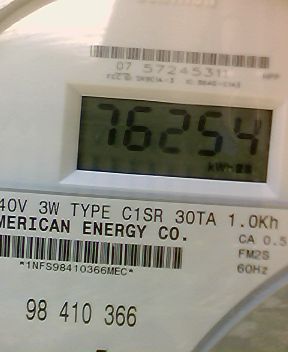 07 57245311
76254
kWH
40V 3W TYPE C1SR 30TA 1.0Kh
MERICAN ENERGY CO.
CA 0.5
FM2S
60Hz
*1NFS98410366MEC*
98 410 366